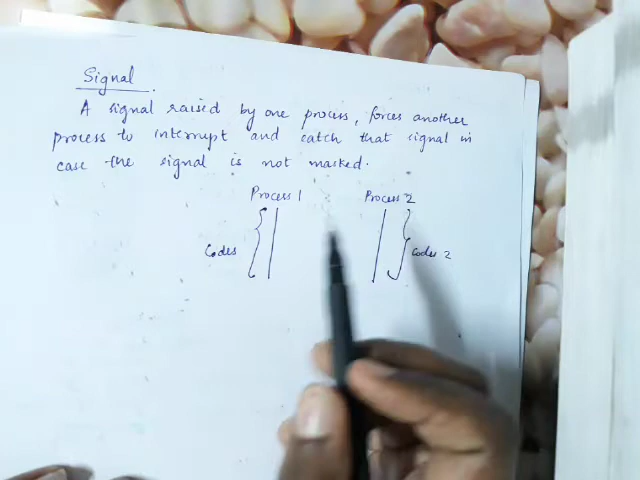 Signal.
A signal raised by one process, forces another
process to interrupt and catch that signal in
case the signal is not masked.
Process 1 Process 2
Codes Codes 2